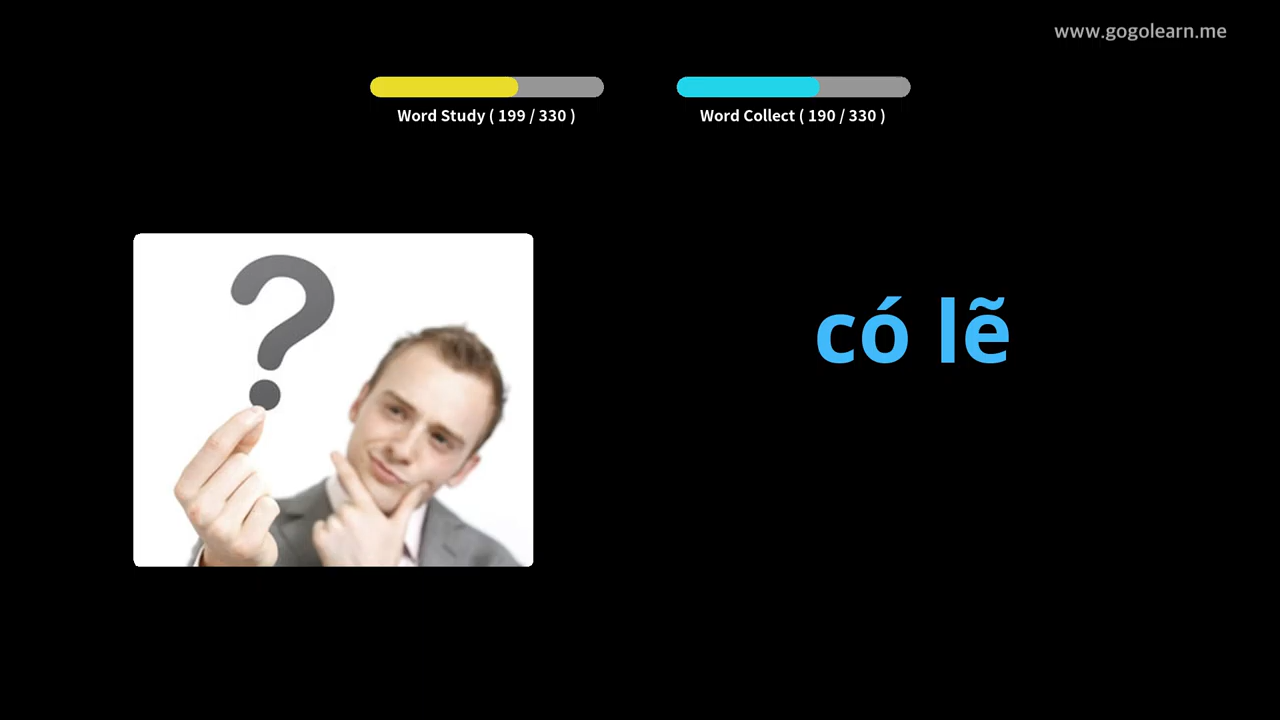 www.gogolearn.me
Word Study ( 199 / 330 )
Word Collect ( 190 / 330 )
?
có lẽ